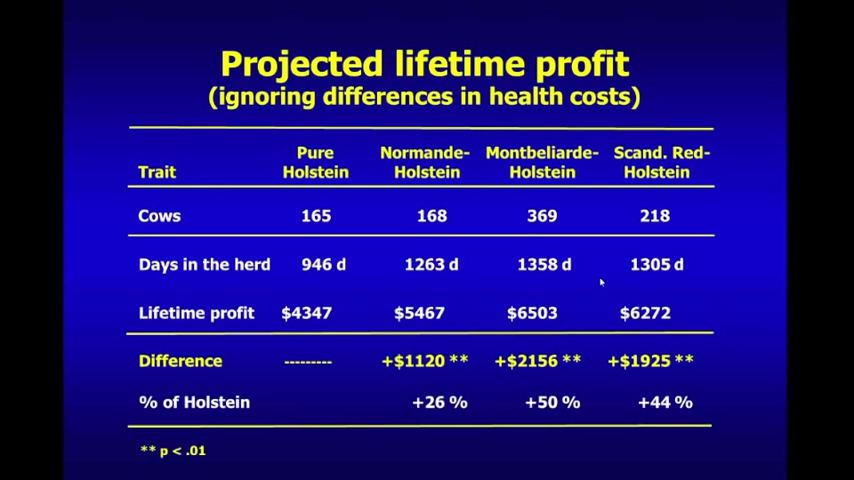 Projected lifetime profit
(ignoring differences in health costs)
Trait Pure Holstein Normande-Holstein Montbeliarde-Holstein Scand. Red-Holstein
Cows 165 168 369 218
Days in the herd 946 d 1263 d 1358 d 1305 d
Lifetime profit $4347 $5467 $6503 $6272
Difference --------- +$1120 ** +$2156 ** +$1925 **
% of Holstein +26 % +50 % +44 %
** p < .01